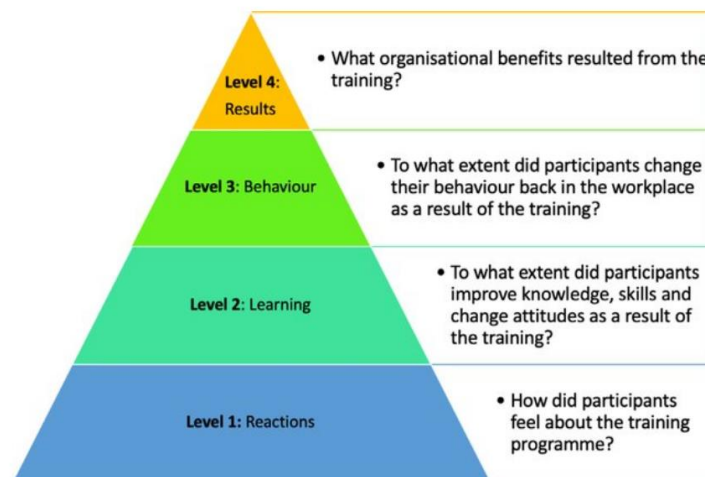 Level 4:
Results
• What organisational benefits resulted from the
training?
Level 3: Behaviour
• To what extent did participants change
their behaviour back in the workplace
as a result of the training?
Level 2: Learning
• To what extent did participants
improve knowledge, skills and
change attitudes as a result of
the training?
Level 1: Reactions
• How did participants
feel about the training
programme?